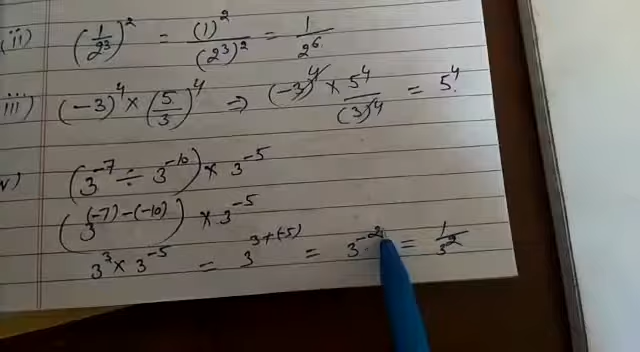 (ii) (1/2³)² = (1)²/(2³)² = 1/2⁶.
iii) (-3)⁴ × (5/3)⁴ ⇒ (-3)⁴ × 5⁴/(3)⁴ = 5⁴.
v) (3⁻⁷ ÷ 3⁻¹⁰) × 3⁻⁵
(3⁽⁻⁷⁾⁻⁽⁻¹⁰⁾) × 3⁻⁵
3³ × 3⁻⁵ = 3³⁺⁽⁻⁵⁾ = 3⁻² = 1/3²